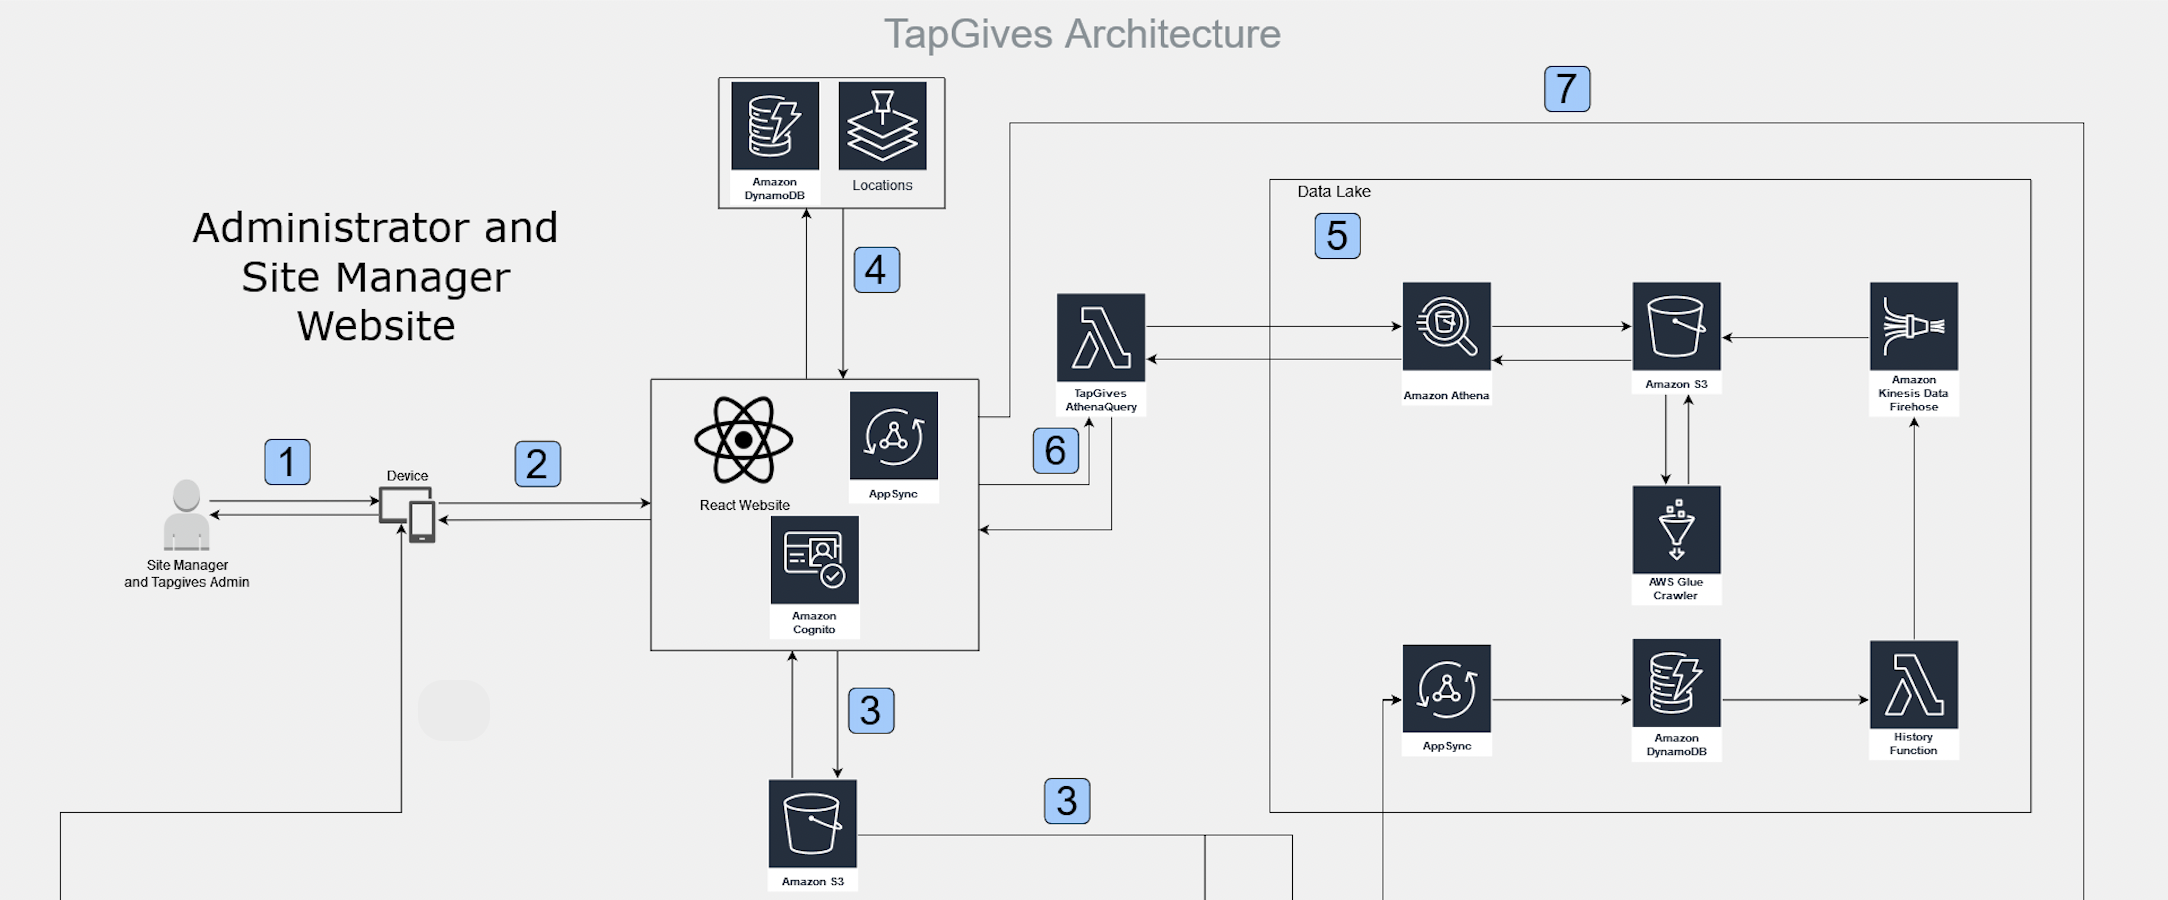 TapGives Architecture
7
Amazon
DynamoDB
Locations
Data Lake
5
Administrator and
Site Manager
Website
4
TapGives
AthenaQuery
Amazon Athena
Amazon S3
Amazon
Kinesis Data
Firehose
6
1
2
Device
React Website
AppSync
Site Manager
and Tapgives Admin
Amazon
Cognito
AWS Glue
Crawler
3
AppSync
Amazon
DynamoDB
History
Function
3
Amazon S3